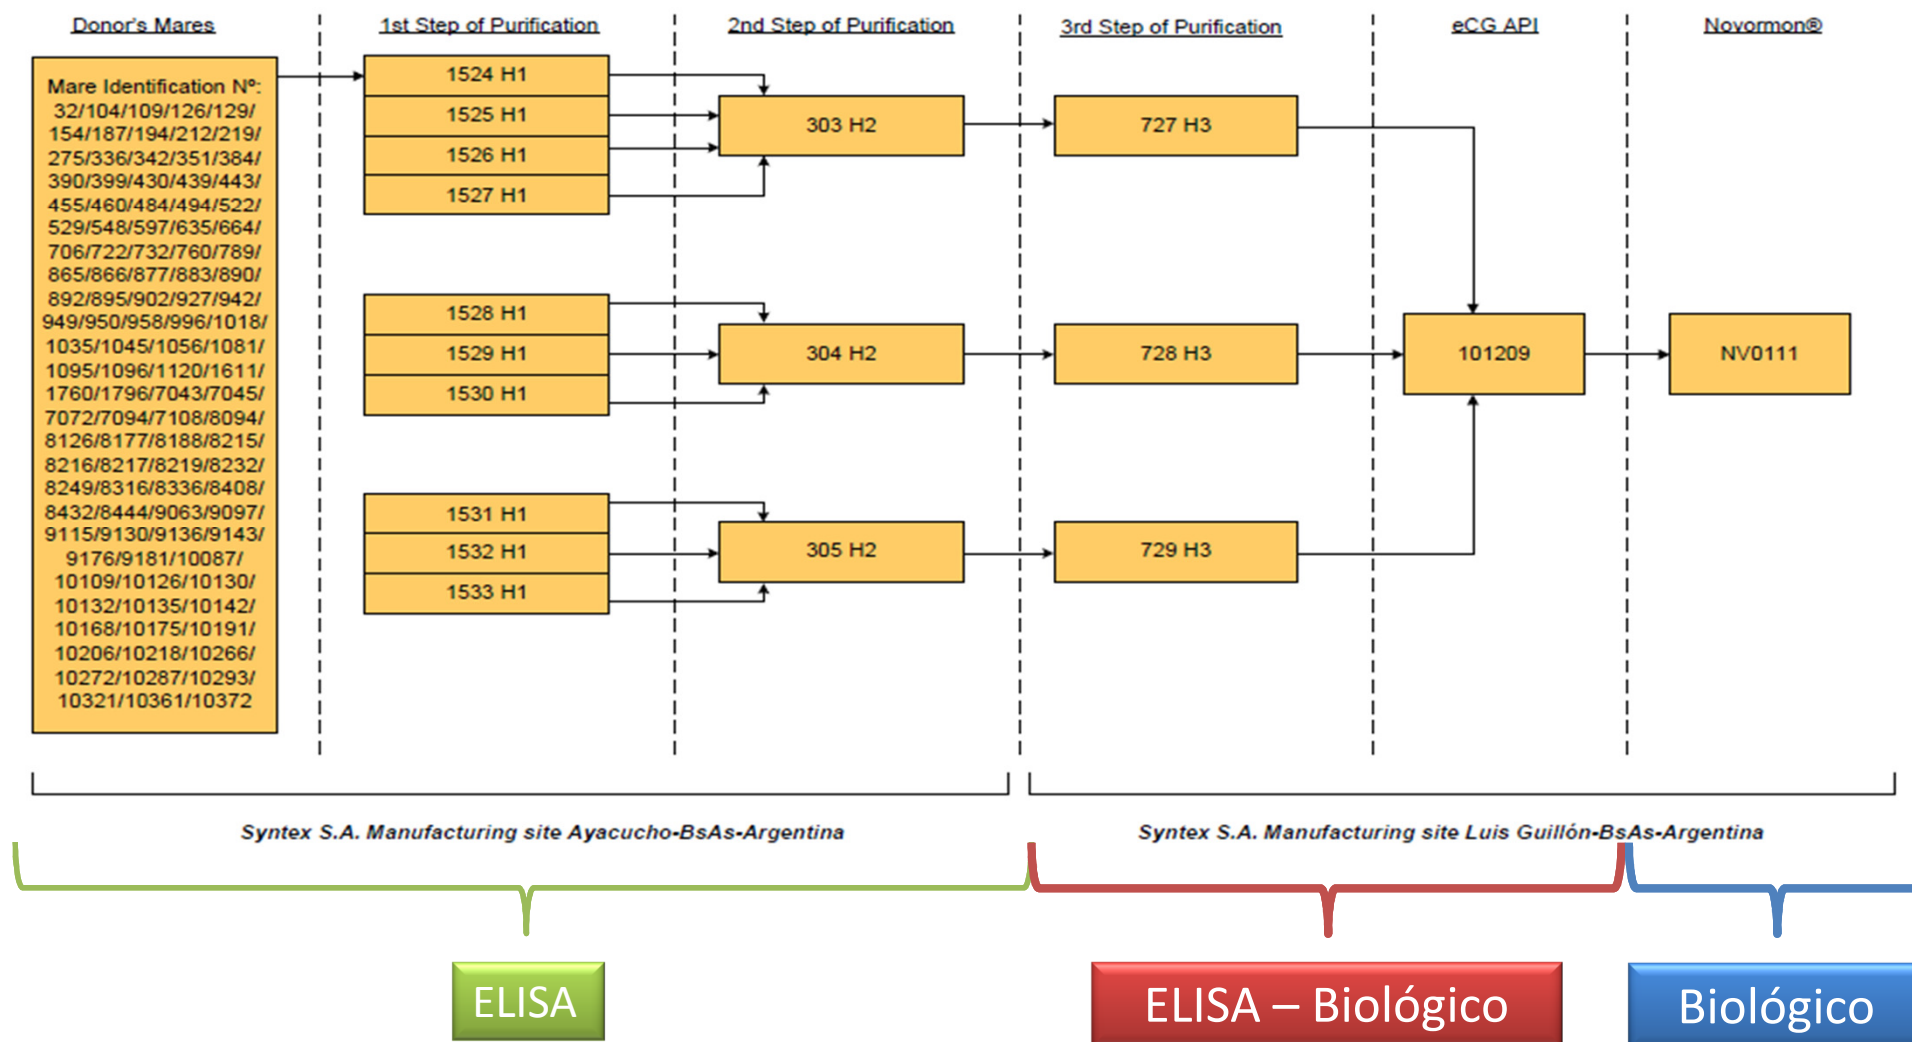 Donor's Mares
1st Step of Purification
2nd Step of Purification
3rd Step of Purification
eCG API
Novormon®
Mare Identification Nº:
32/104/109/126/129/
154/187/194/212/219/
275/336/342/351/384/
390/399/430/439/443/
455/460/484/494/522/
529/548/597/635/664/
706/722/732/760/789/
865/866/877/883/890/
892/895/902/927/942/
949/950/958/996/1018/
1035/1045/1056/1081/
1095/1096/1120/1611/
1760/1796/7043/7045/
7072/7094/7108/8094/
8126/8177/8188/8215/
8216/8217/8219/8232/
8249/8316/8336/8408/
8432/8444/9063/9097/
9115/9130/9136/9143/
9176/9181/10087/
10109/10126/10130/
10132/10135/10142/
10168/10175/10191/
10206/10218/10266/
10272/10287/10293/
10321/10361/10372
1524 H1
1525 H1
1526 H1
1527 H1
303 H2
727 H3
1528 H1
1529 H1
1530 H1
304 H2
728 H3
101209
NV0111
1531 H1
1532 H1
1533 H1
305 H2
729 H3
Syntex S.A. Manufacturing site Ayacucho-BsAs-Argentina
Syntex S.A. Manufacturing site Luis Guillón-BsAs-Argentina
ELISA
ELISA – Biológico
Biológico